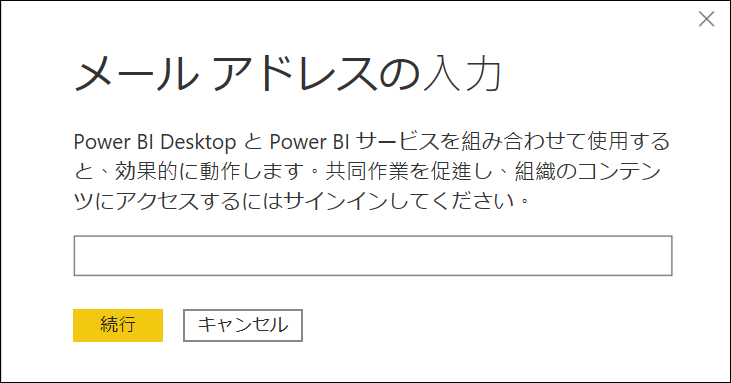 メール アドレスの入力
Power BI Desktop と Power BI サービスを組み合わせて使用する
と、効果的に動作します。共同作業を促進し、組織のコンテン
ツにアクセスするにはサインインしてください。
続行
キャンセル